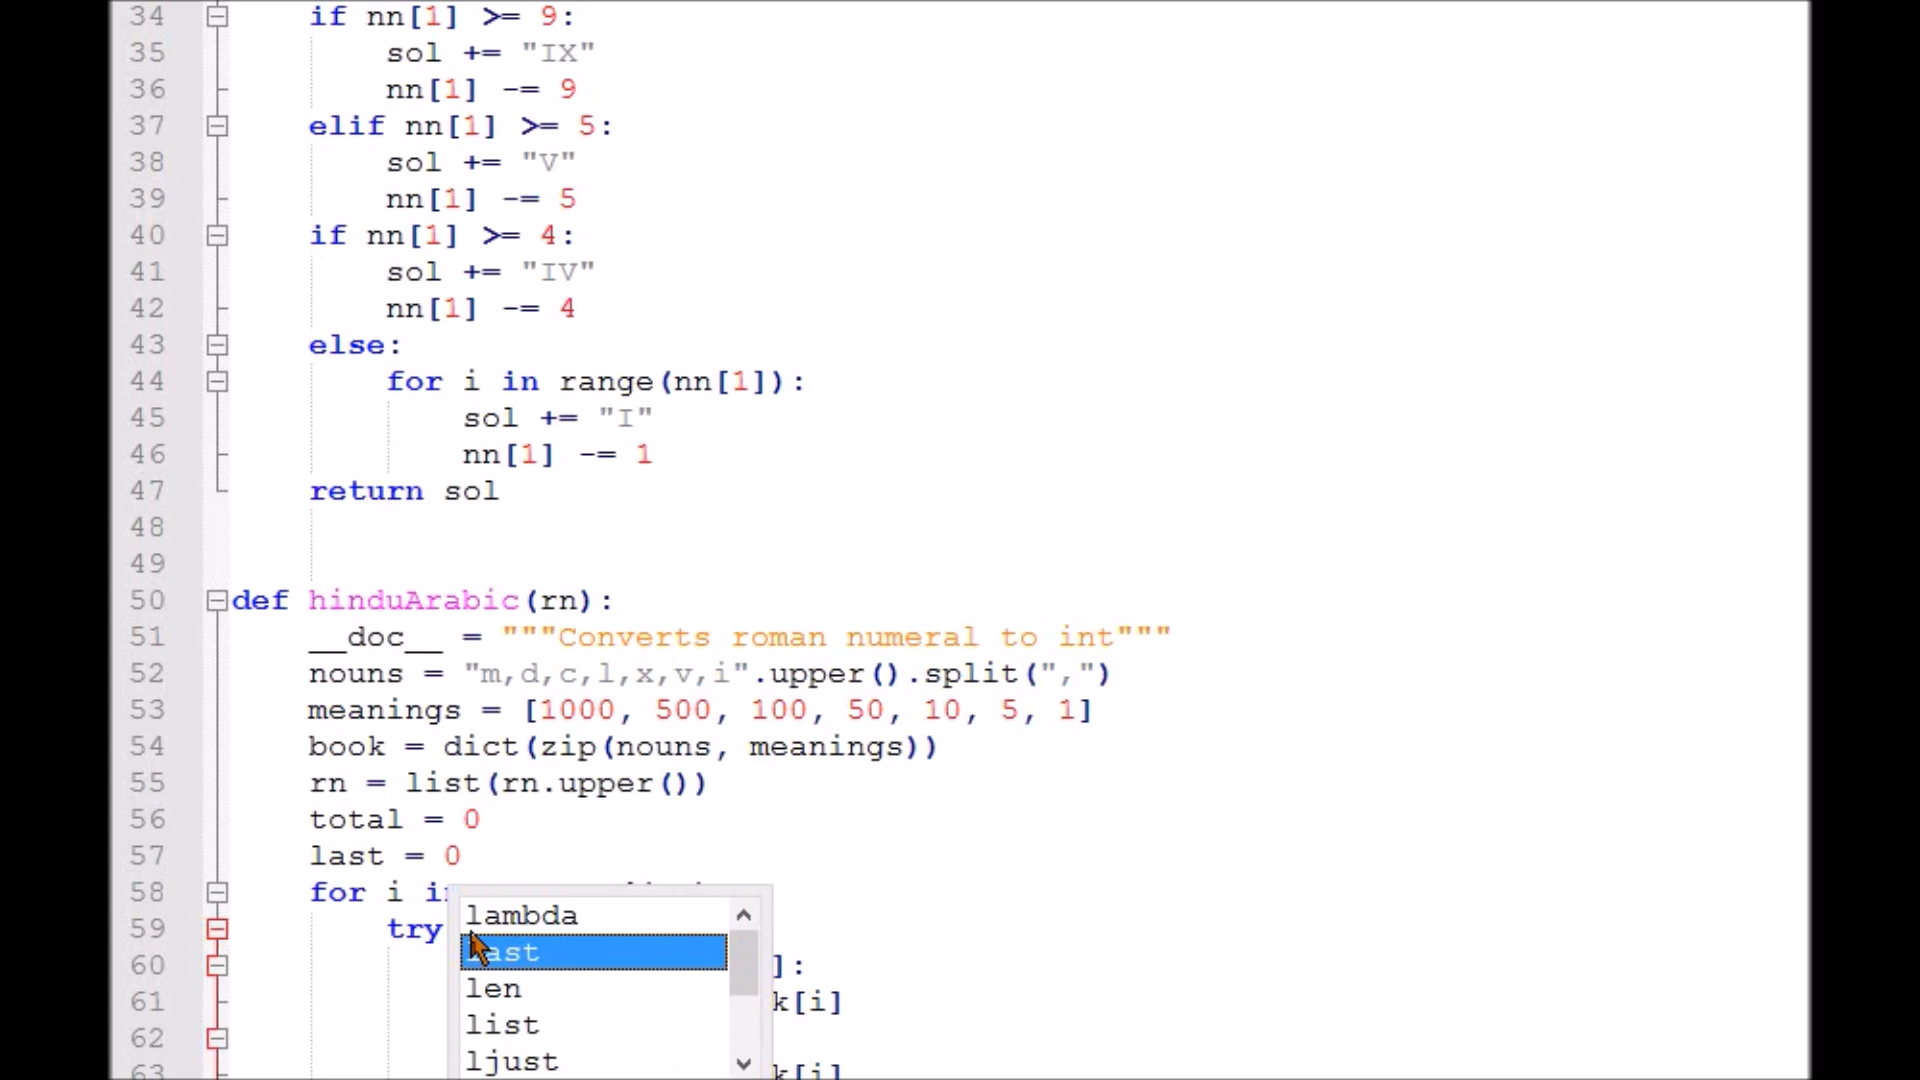 34 if nn[1] >= 9:
35 sol += "IX"
36 nn[1] -= 9
37 elif nn[1] >= 5:
38 sol += "V"
39 nn[1] -= 5
40 if nn[1] >= 4:
41 sol += "IV"
42 nn[1] -= 4
43 else:
44 for i in range(nn[1]):
45 sol += "I"
46 nn[1] -= 1
47 return sol
48
49
50 def hinduArabic(rn):
51 __doc__ = """Converts roman numeral to int"""
52 nouns = "m,d,c,l,x,v,i".upper().split(",")
53 meanings = [1000, 500, 100, 50, 10, 5, 1]
54 book = dict(zip(nouns, meanings))
55 rn = list(rn.upper())
56 total = 0
57 last = 0
58 for i
59 try
60 ]:
61 k[i]
62
63 k[i]
lambda
last
len
list
ljust